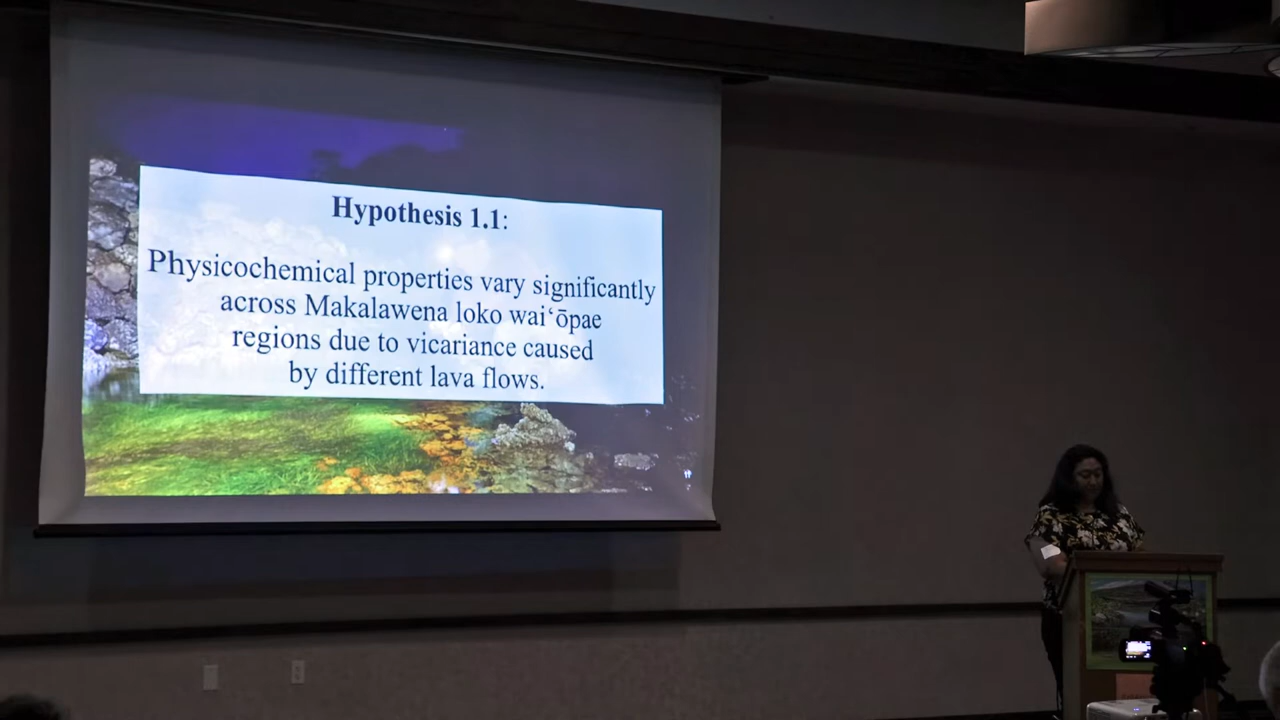 Hypothesis 1.1:
Physicochemical properties vary significantly
across Makalawena loko waiʻōpae
regions due to vicariance caused
by different lava flows.